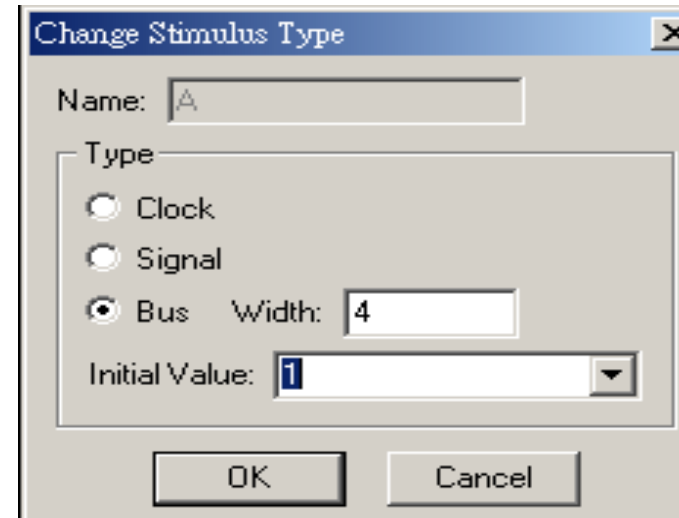 Change Stimulus Type
Name: A
Type
Clock
Signal
Bus Width: 4
Initial Value: 1
OK Cancel